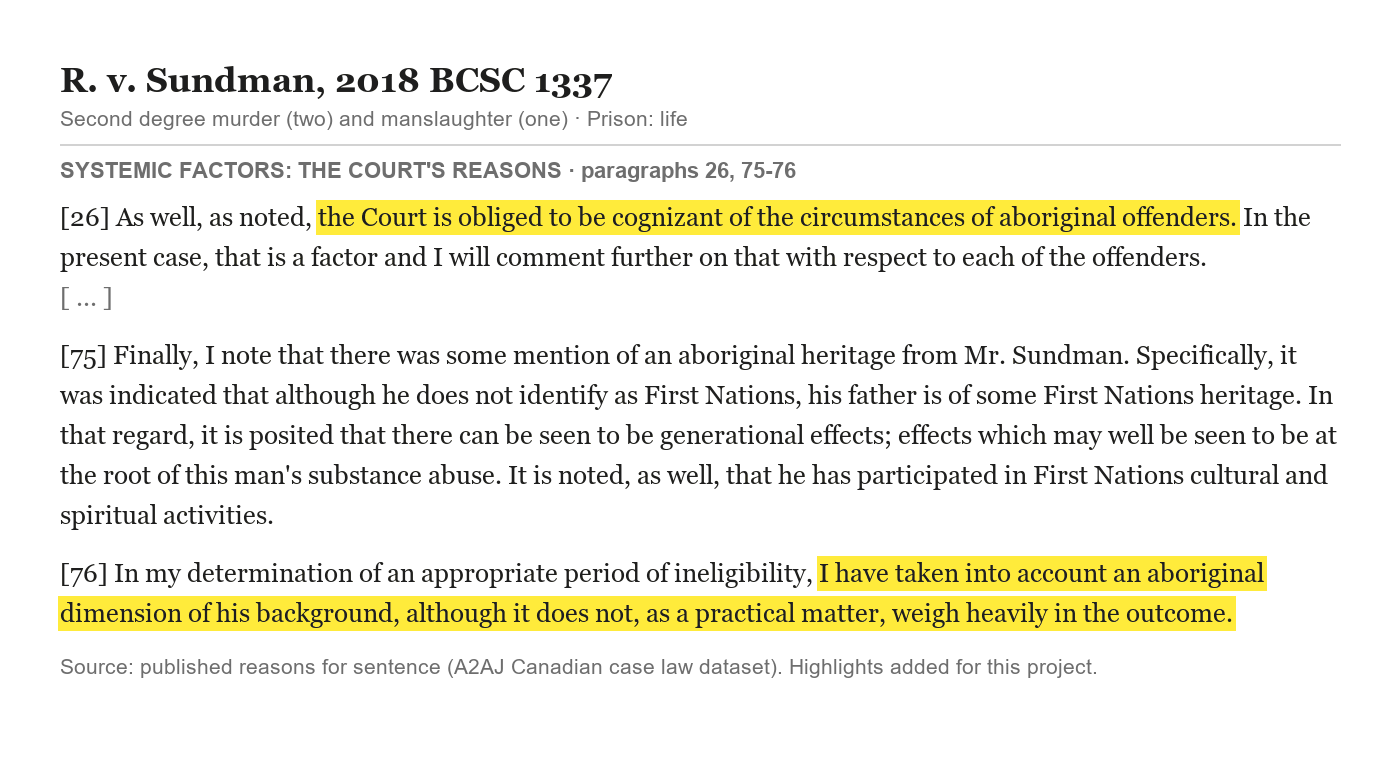 R. v. Sundman, 2018 BCSC 1337
Second degree murder (two) and manslaughter (one) · Prison: life
SYSTEMIC FACTORS: THE COURT'S REASONS · paragraphs 26, 75-76
[26] As well, as noted, the Court is obliged to be cognizant of the circumstances of aboriginal offenders. In the
present case, that is a factor and I will comment further on that with respect to each of the offenders.
[ ... ]
[75] Finally, I note that there was some mention of an aboriginal heritage from Mr. Sundman. Specifically, it
was indicated that although he does not identify as First Nations, his father is of some First Nations heritage. In
that regard, it is posited that there can be seen to be generational effects; effects which may well be seen to be at
the root of this man's substance abuse. It is noted, as well, that he has participated in First Nations cultural and
spiritual activities.
[76] In my determination of an appropriate period of ineligibility, I have taken into account an aboriginal
dimension of his background, although it does not, as a practical matter, weigh heavily in the outcome.
Source: published reasons for sentence (A2AJ Canadian case law dataset). Highlights added for this project.